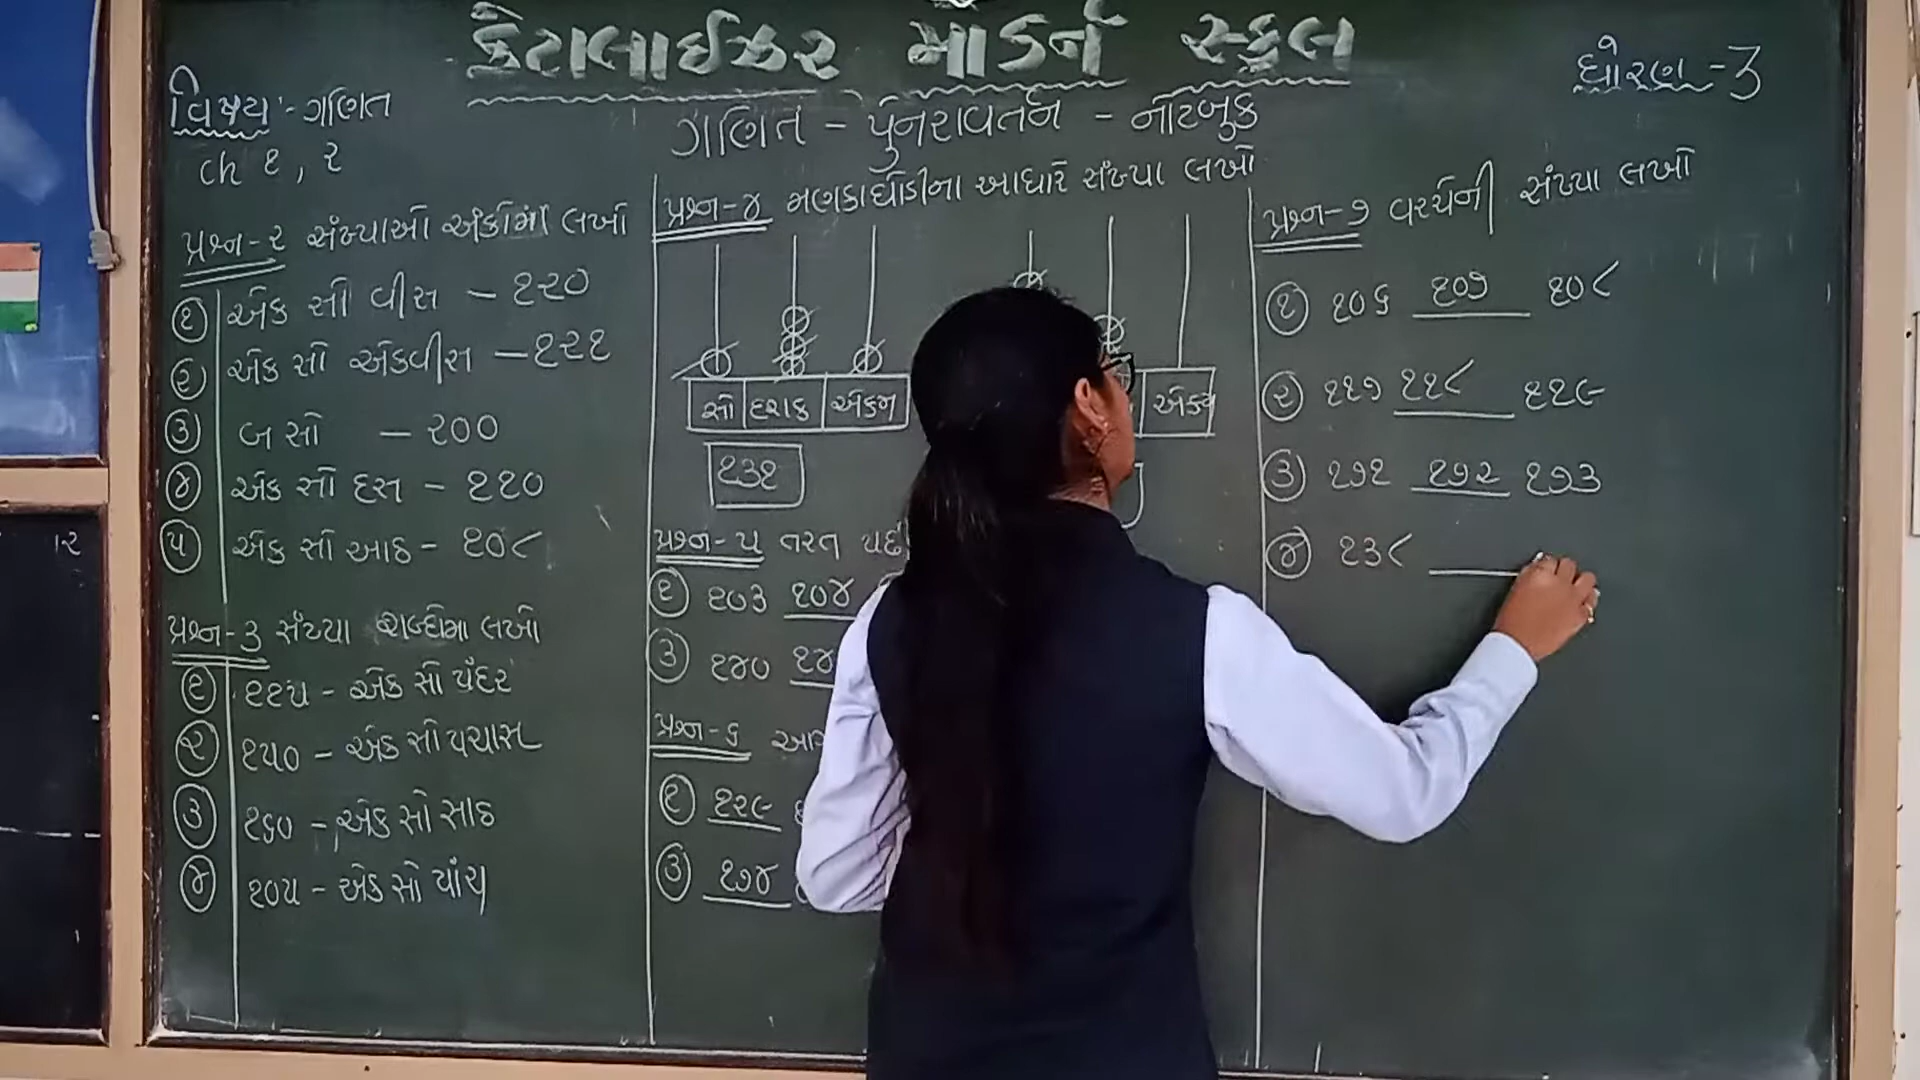 કેટલાઈઝર મોડર્ન સ્કુલ
ધોરણ - 3
વિષય :- ગણિત
ગણિત - પુનરાવર્તન - નોટબુક
ch ૧, ૨
પ્રશ્ન-૨ સંખ્યાઓ અંકોમાં લખો
૧ એક સો વીસ - ૧૨૦
૨ એક સો એકવીસ - ૧૨૧
૩ બ સો - ૨૦૦
૪ એક સો દસ - ૧૧૦
૫ એક સો આઠ - ૧૦૮
પ્રશ્ન-૩ સંખ્યા શબ્દોમા લખો
૧ ૧૧૫ - એક સો પંદર
૨ ૧૫૦ - એક સો પચાસ
૩ ૧૬૦ - એક સો સાઠ
૪ ૧૦૫ - એક સો પાંચ
પ્રશ્ન-૪ મણકાઘોડીના આધારે સંખ્યા લખો
સો દશક એકમ
એકમ
૧૩૧
પ્રશ્ન-૫ તરત
૧ ૧૦૩ ૧૦૪
૩ ૧૪૦
પ્રશ્ન-૬
૧ ૧૨૯
૩ ૧૭૪
પ્રશ્ન-૭ વચ્ચેની સંખ્યા લખો
૧ ૧૦૬ ૧૦૭ ૧૦૮
૨ ૧૧૭ ૧૧૮ ૧૧૯
૩ ૧૭૧ ૧૭૨ ૧૭૩
૪ ૧૩૮